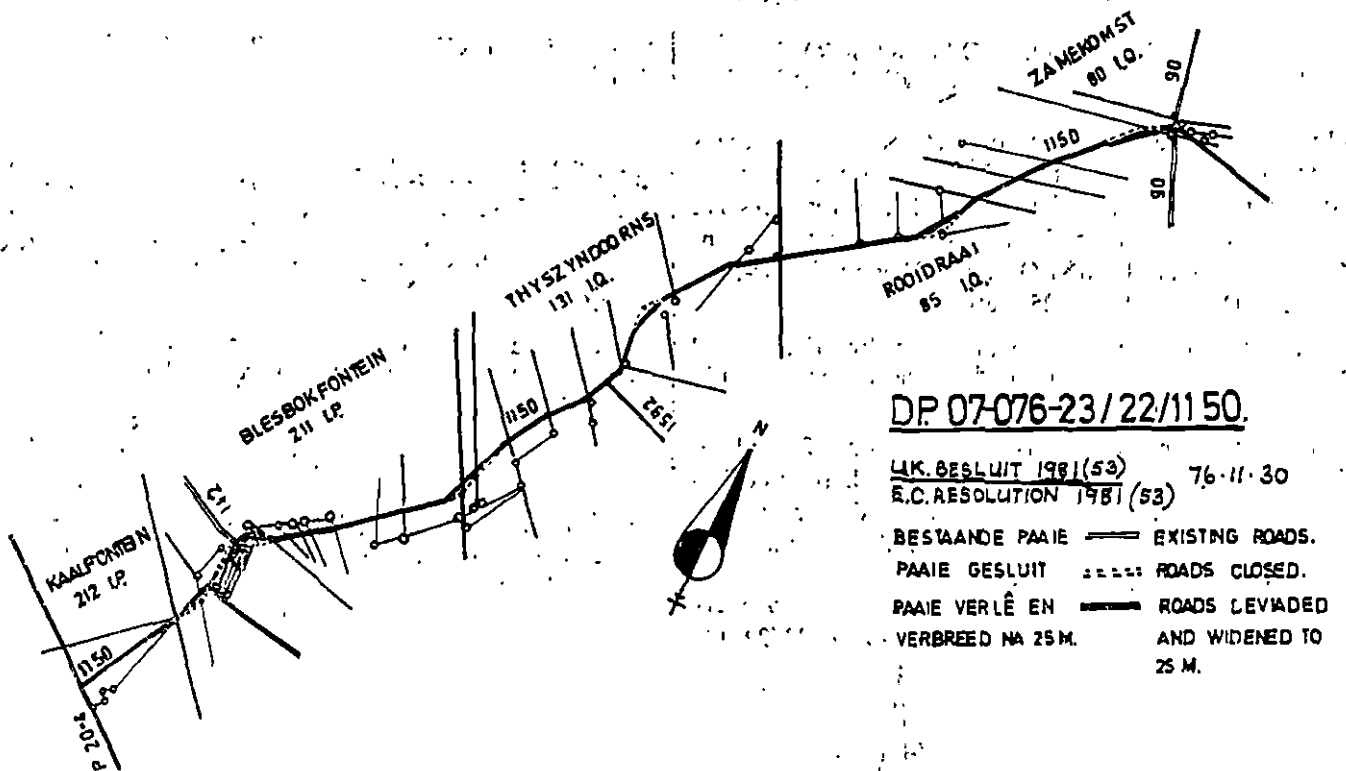 ZAMEKOMST
80 I.Q.
90
1150
90
ROOIDRAAI
85 I.Q.
THYSZYNDOORNS
131 I.Q.
1150
1592
BLESBOKFONTEIN
211 I.P.
112
KAALFONTEIN
212 I.P.
1150
P 20-4
N
DP. 07-076-23/22/1150.
U.K. BESLUIT 1981(53)
E.C. RESOLUTION 1981(53)
76-11-30
BESTAANDE PAAIE EXISTING ROADS.
PAAIE GESLUIT ROADS CLOSED.
PAAIE VERLÊ EN ROADS DEVIADED
VERBREED NA 25 M. AND WIDENED TO
25 M.